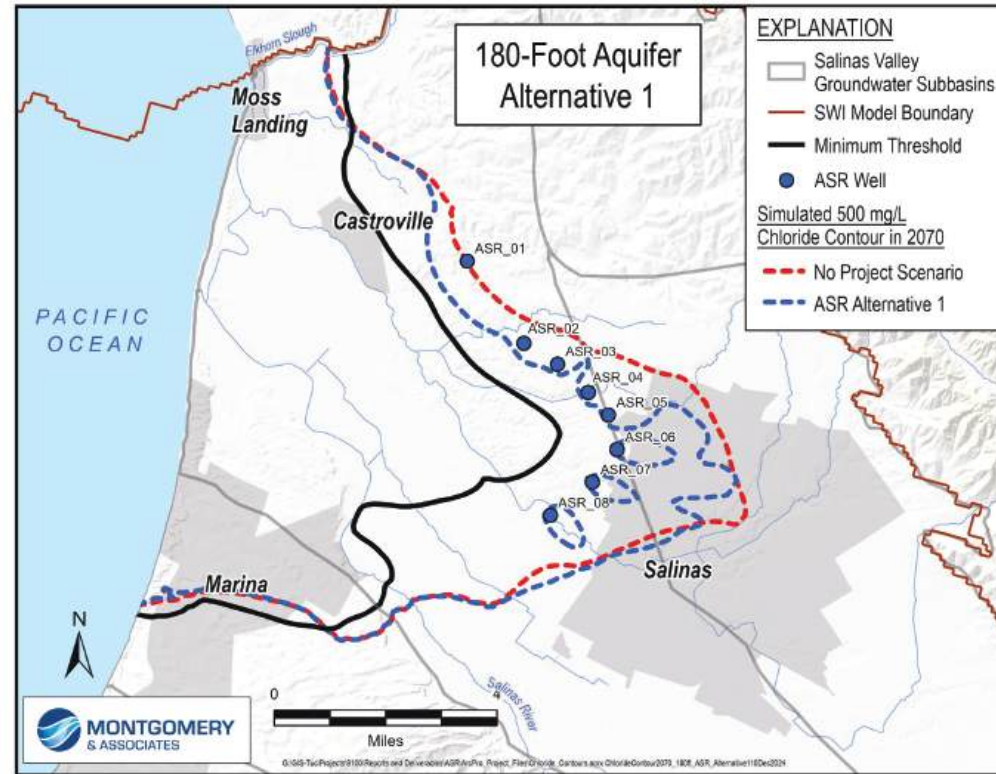 180-Foot Aquifer
Alternative 1
EXPLANATION
Salinas Valley
Groundwater Subbasins
SWI Model Boundary
Minimum Threshold
ASR Well
Simulated 500 mg/L
Chloride Contour in 2070
No Project Scenario
ASR Alternative 1
Elkhorn Slough
Moss
Landing
Castroville
ASR_01
PACIFIC
OCEAN
ASR_02
ASR_03
ASR_04
ASR_05
ASR_06
ASR_07
ASR_08
Salinas
Marina
N
Salinas River
0
Miles
MONTGOMERY
& ASSOCIATES